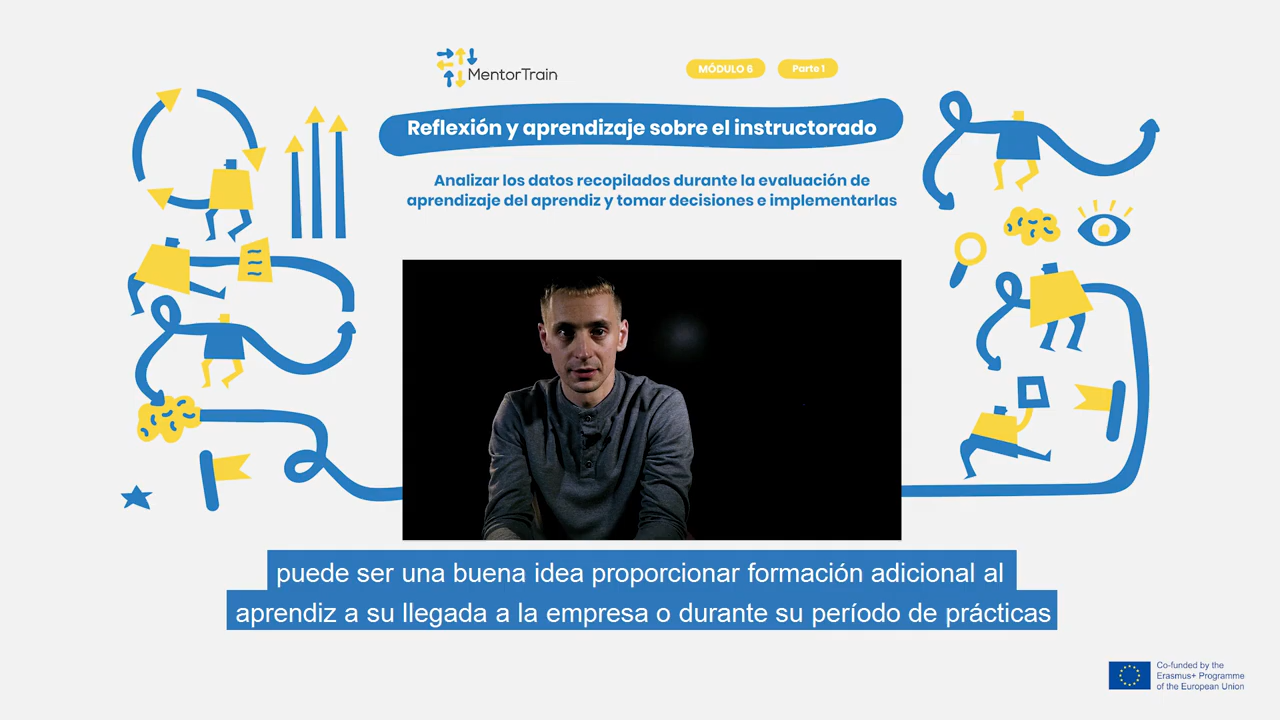 MentorTrain
MÓDULO 6
Parte 1
Reflexión y aprendizaje sobre el instructorado
Analizar los datos recopilados durante la evaluación de
aprendizaje del aprendiz y tomar decisiones e implementarlas
puede ser una buena idea proporcionar formación adicional al
aprendiz a su llegada a la empresa o durante su período de prácticas
Co-funded by the
Erasmus+ Programme
of the European Union